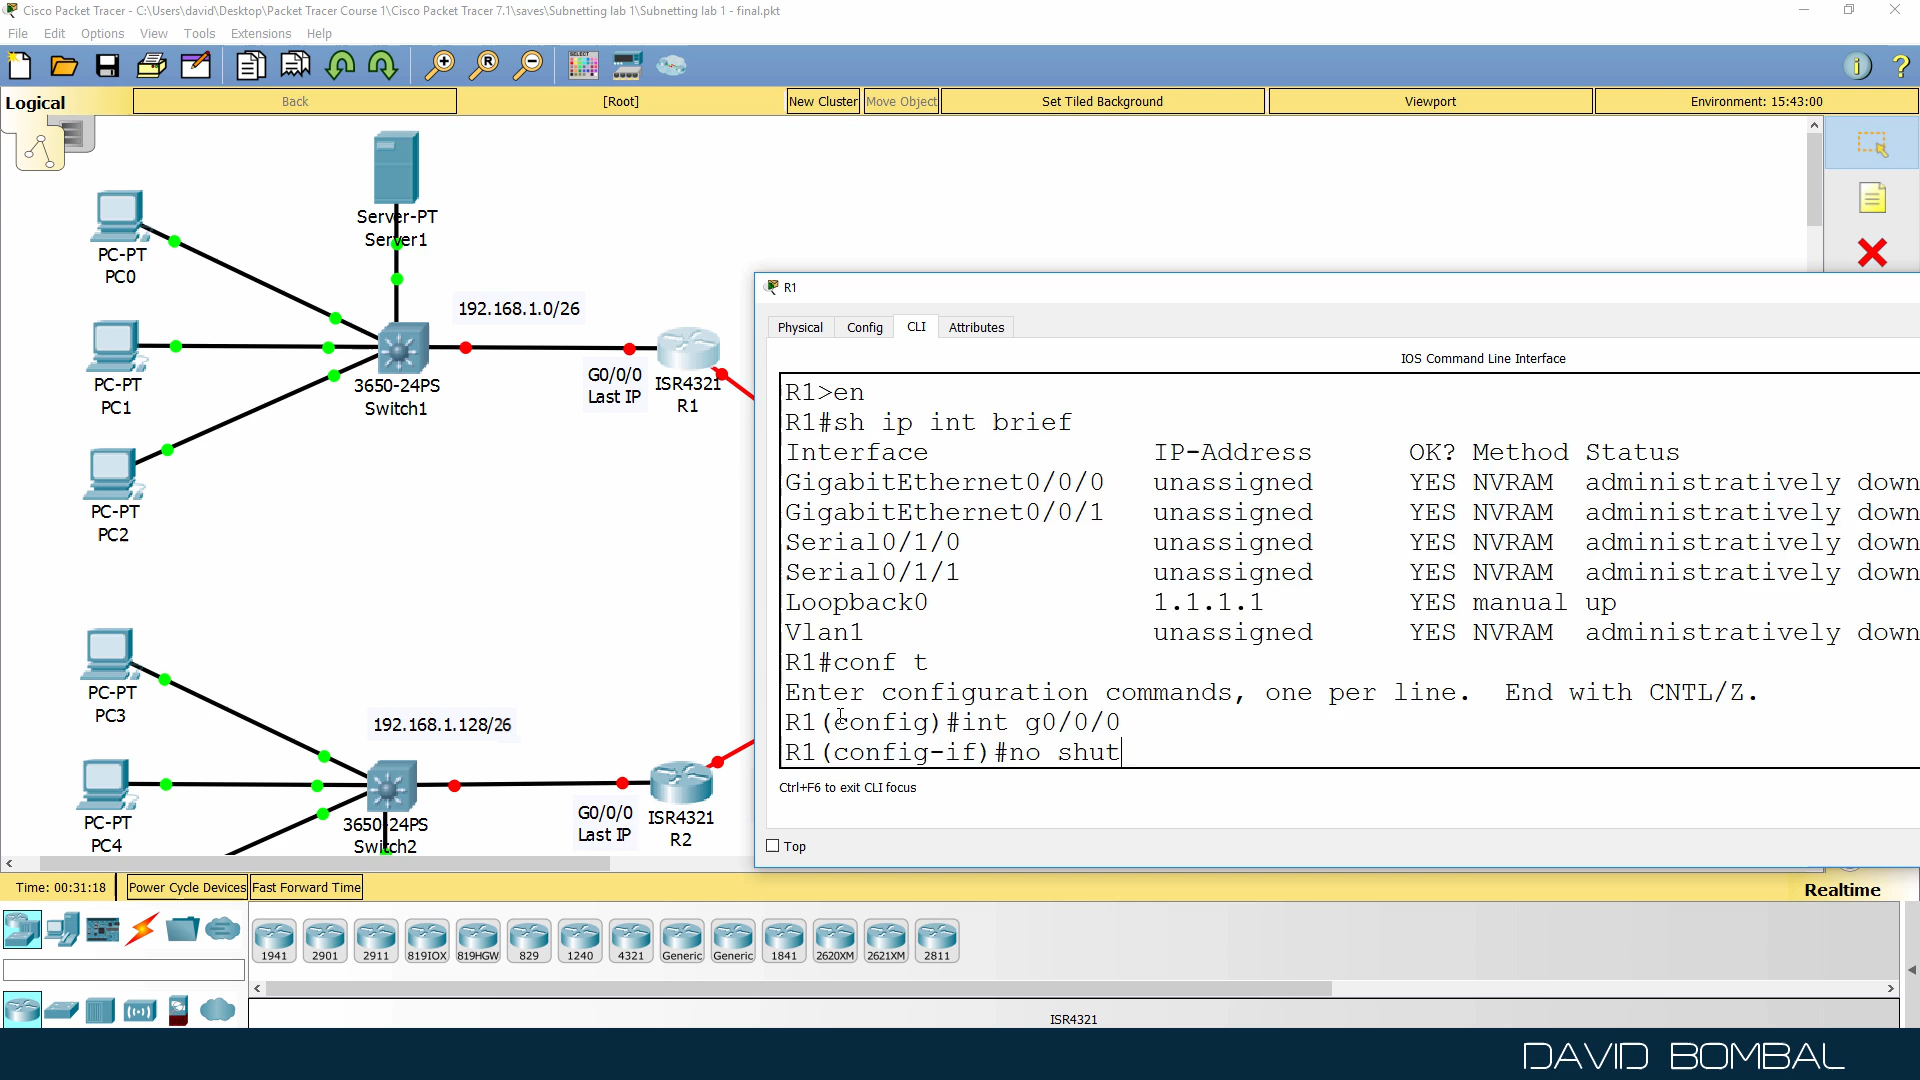 Cisco Packet Tracer - C:\Users\david\Desktop\Packet Tracer Course 1\Cisco Packet Tracer 7.1\saves\Subnetting lab 1\Subnetting lab 1 - final.pkt
File Edit Options View Tools Extensions Help
Logical Back [Root] New Cluster Move Object Set Tiled Background Viewport Environment: 15:43:00
Server-PT
Server1
PC-PT
PC0
192.168.1.0/26
PC-PT
PC1
3650-24PS
Switch1
G0/0/0
Last IP
ISR4321
R1
PC-PT
PC2
PC-PT
PC3
192.168.1.128/26
PC-PT
PC4
3650-24PS
Switch2
G0/0/0
Last IP
ISR4321
R2
R1
Physical Config CLI Attributes
IOS Command Line Interface
R1>en
R1#sh ip int brief
Interface IP-Address OK? Method Status
GigabitEthernet0/0/0 unassigned YES NVRAM administratively down
GigabitEthernet0/0/1 unassigned YES NVRAM administratively down
Serial0/1/0 unassigned YES NVRAM administratively down
Serial0/1/1 unassigned YES NVRAM administratively down
Loopback0 1.1.1.1 YES manual up
Vlan1 unassigned YES NVRAM administratively down
R1#conf t
Enter configuration commands, one per line. End with CNTL/Z.
R1(config)#int g0/0/0
R1(config-if)#no shut
Ctrl+F6 to exit CLI focus
Top
Time: 00:31:18 Power Cycle Devices Fast Forward Time Realtime
1941 2901 2911 819IOX 819HGW 829 1240 4321 Generic Generic 1841 2620XM 2621XM 2811
ISR4321
DAVID BOMBAL